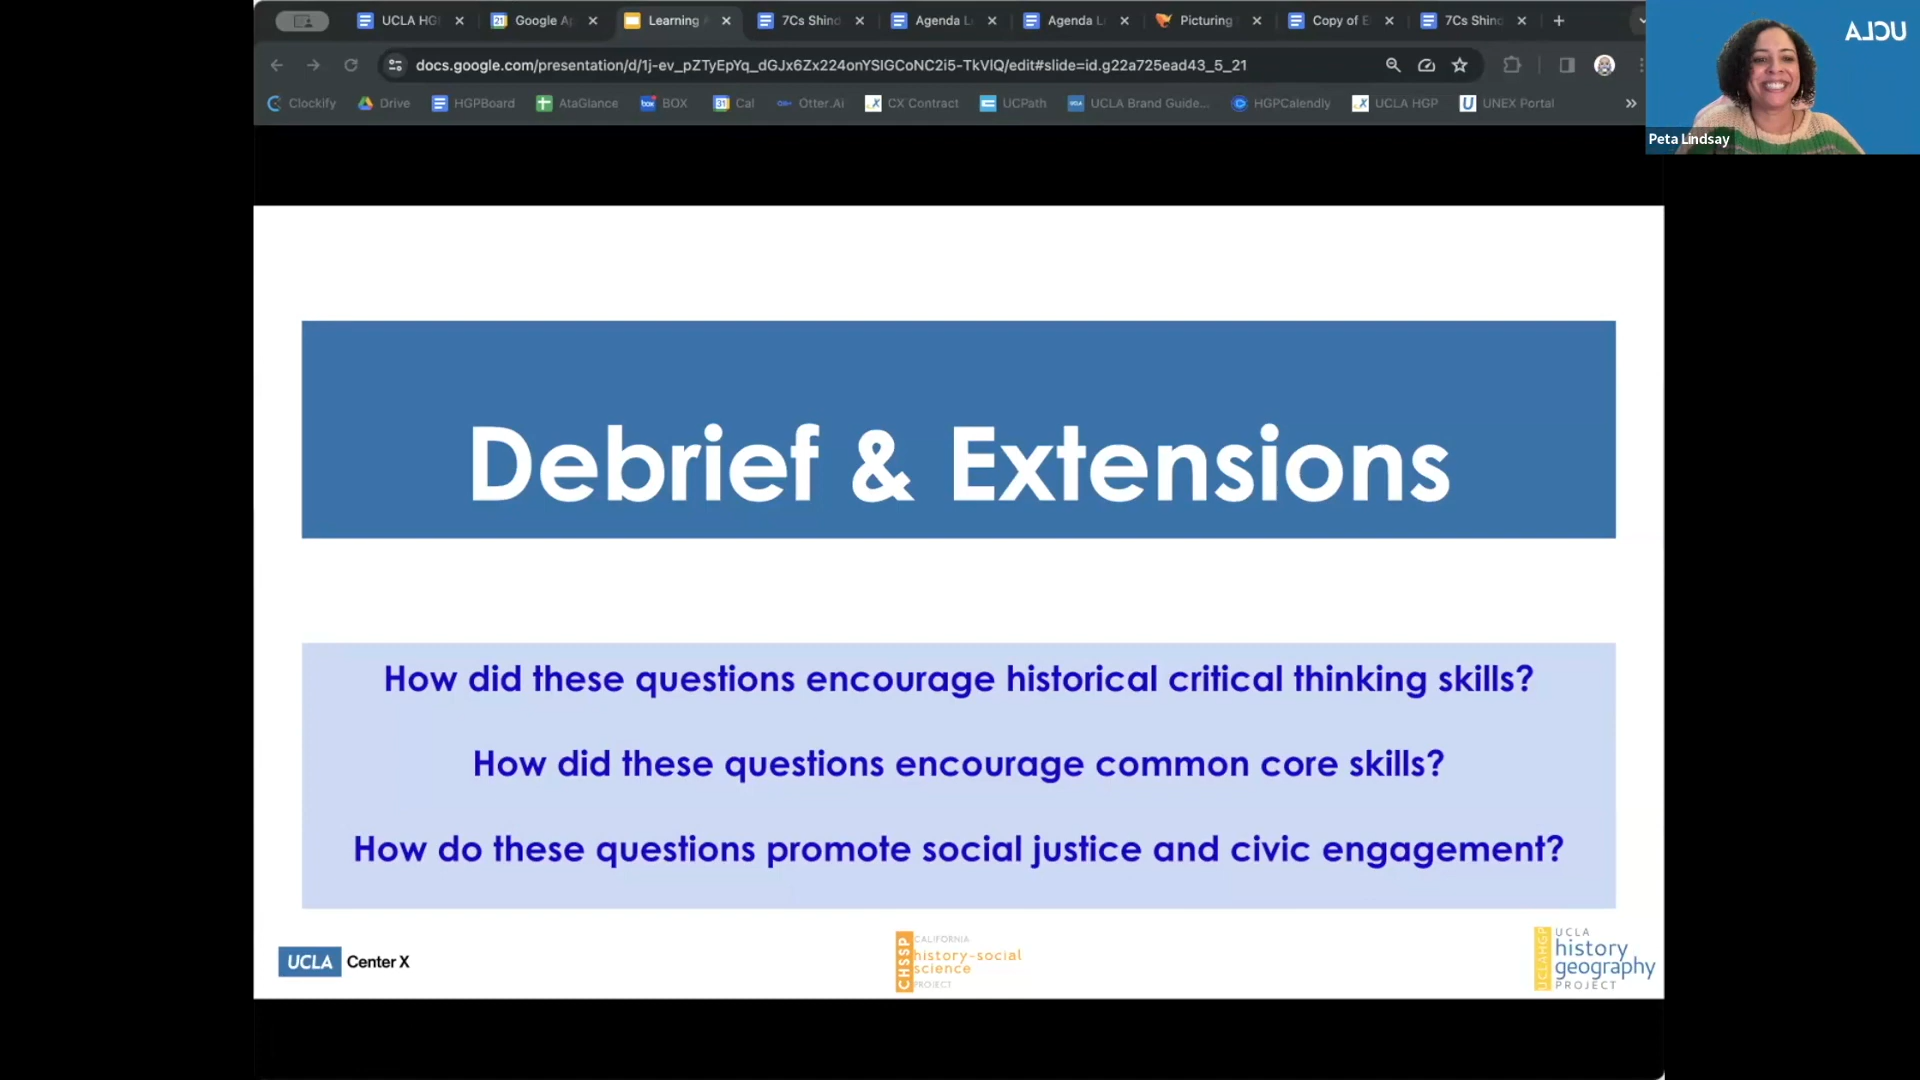 UCLA HG
Google A
Learning
7Cs Shind
Agenda L
Agenda L
Picturing
Copy of E
7Cs Shind
docs.google.com/presentation/d/1j-ev_pZTyEpYq_dGJx6Zx224onYSIGCoNC2i5-TkVIQ/edit#slide=id.g22a725ead43_5_21
Clockify
Drive
HGPBoard
AtaGlance
BOX
Cal
Otter.Ai
CX Contract
UCPath
UCLA Brand Guide...
HGPCalendly
UCLA HGP
UNEX Portal
UCLA
Peta Lindsay
Debrief & Extensions
How did these questions encourage historical critical thinking skills?
How did these questions encourage common core skills?
How do these questions promote social justice and civic engagement?
UCLA Center X
CHSSP
CALIFORNIA
history-social
science
PROJECT
UCLAHGP
UCLA
history
geography
PROJECT